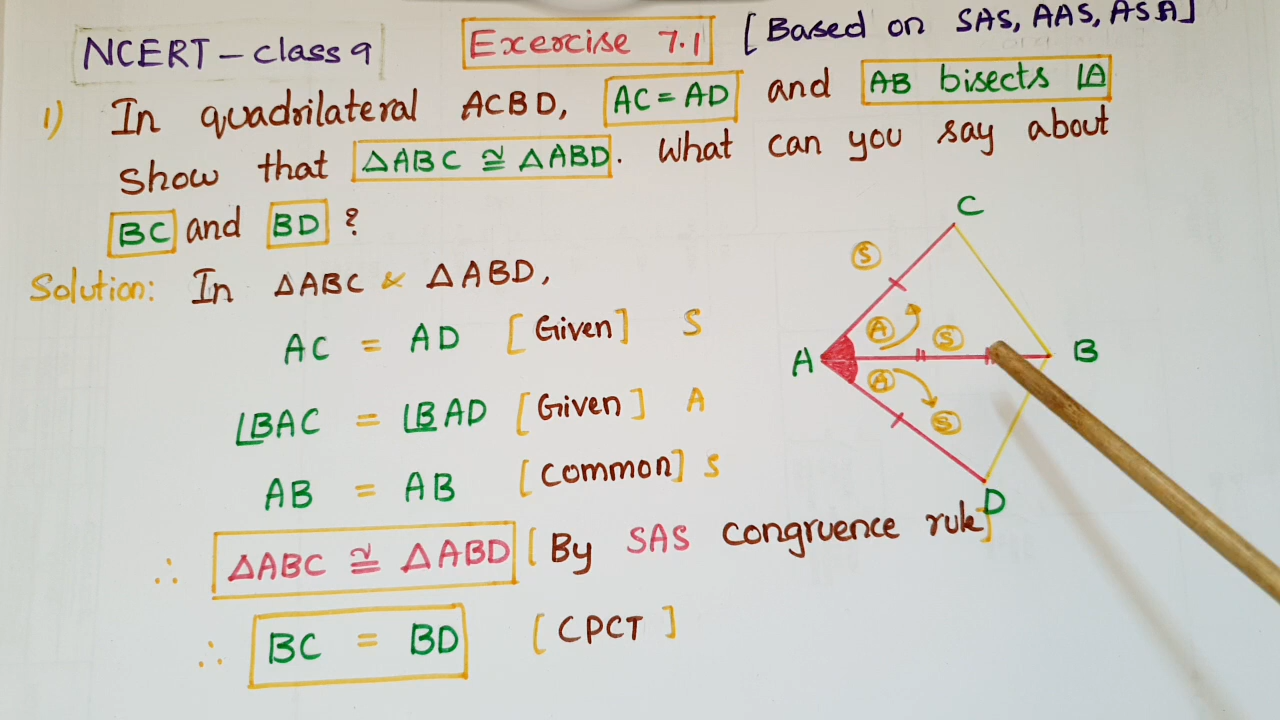 NCERT - class 9 Exercise 7.1 [Based on SAS, AAS, ASA]
1) In quadrilateral ACBD, AC = AD and AB bisects ∠A
Show that △ABC ≅ △ABD. What can you say about
BC and BD ?
Solution: In △ABC & △ABD,
AC = AD [Given] S
∠BAC = ∠BAD [Given] A
AB = AB [Common] S
∴ △ABC ≅ △ABD [By SAS congruence rule]
∴ BC = BD [CPCT]
C
S
A S
A B
A
S
D